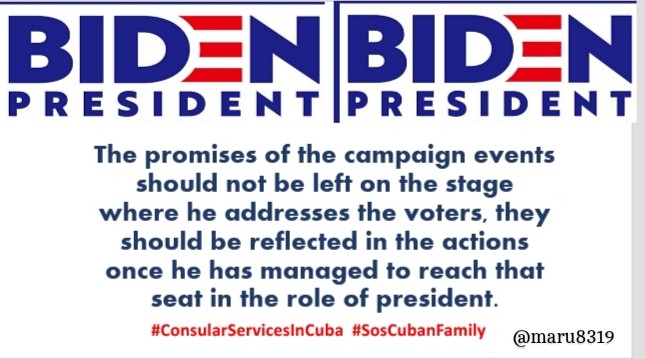 BIDEN BIDEN
PRESIDENT PRESIDENT
The promises of the campaign events
should not be left on the stage
where he addresses the voters, they
should be reflected in the actions
once he has managed to reach that
seat in the role of president.
#ConsularServicesInCuba #SosCubanFamily
@maru8319